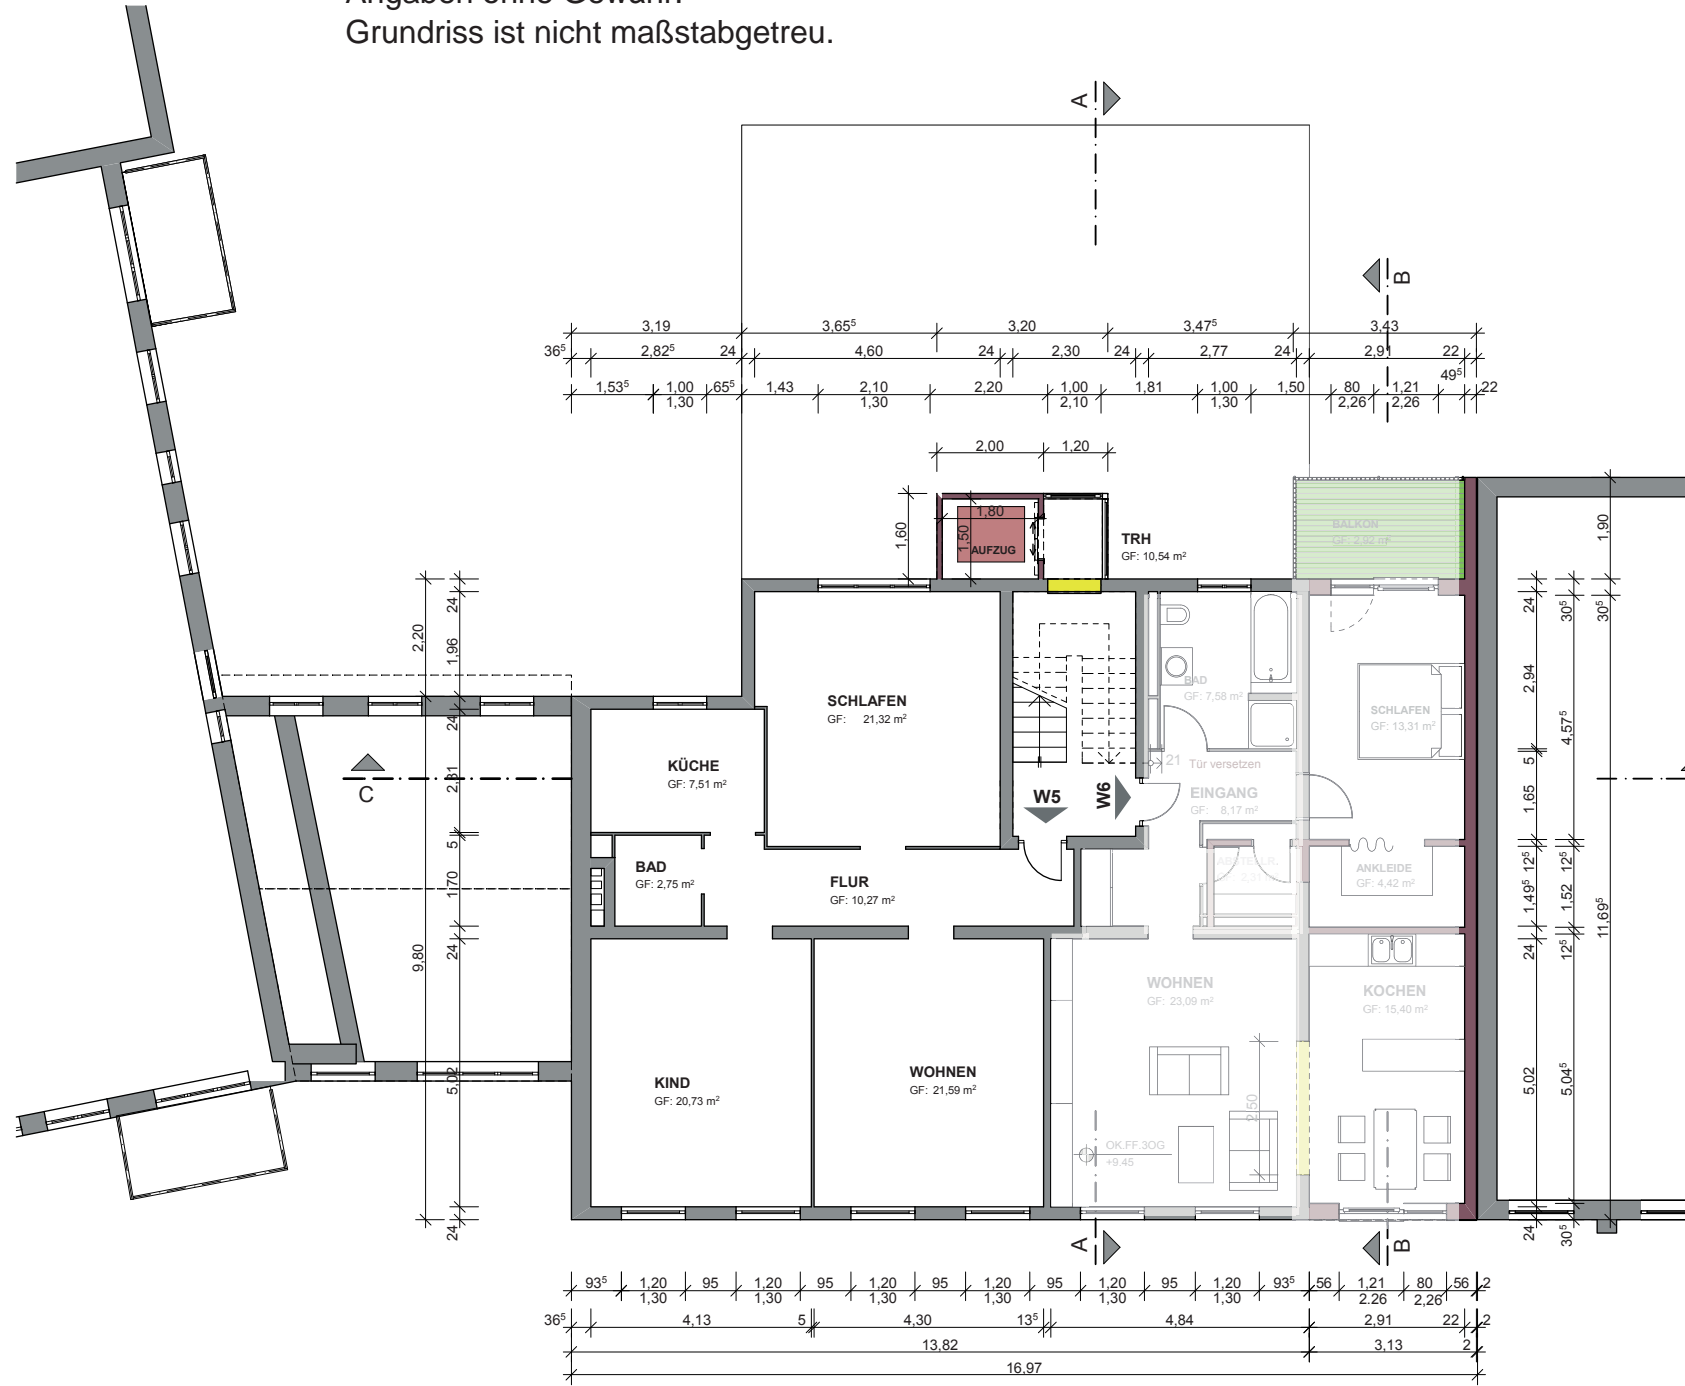 Grundriss ist nicht maßstabgetreu.
A
B
3,19
3,65⁵
3,20
3,47⁵
3,43
36⁵
2,82⁵
24
4,60
24
2,30
24
2,77
24
2,91
22
49⁵
1,53⁵
1,00
65⁵
1,43
2,10
2,20
1,00
1,81
1,00
1,50
80
1,21
22
1,30
1,30
2,10
1,30
2,26
2,26
2,00
1,20
1,60
1,80
1,50
AUFZUG
TRH
GF: 10,54 m²
BALKON
GF: 2,92 m²
1,90
24
2,20
1,96
24
30⁵
30⁵
SCHLAFEN
GF: 21,32 m²
BAD
GF: 7,58 m²
SCHLAFEN
GF: 13,31 m²
2,94
4,57⁵
24
KÜCHE
GF: 7,51 m²
21
Tür versetzen
5
C
2,81
W5
W6
EINGANG
GF: 8,17 m²
1,65
5
BAD
GF: 2,75 m²
FLUR
GF: 10,27 m²
ABSTELLR.
ANKLEIDE
GF: 4,42 m²
12⁵
12⁵
1,70
1,49⁵
1,52
11,69⁵
9,80
24
24
12⁵
WOHNEN
GF: 23,09 m²
KOCHEN
GF: 15,40 m²
5,02
KIND
GF: 20,73 m²
WOHNEN
GF: 21,59 m²
2,50
5,02
5,04⁵
OK.FF.3OG
+9.45
24
A
B
24
30⁵
93⁵
1,20
95
1,20
95
1,20
95
1,20
95
1,20
95
1,20
93⁵
56
1,21
80
56
2
1,30
1,30
1,30
1,30
1,30
1,30
2.26
2,26
36⁵
4,13
5
4,30
13⁵
4,84
2,91
22
2
13,82
3,13
2
16,97